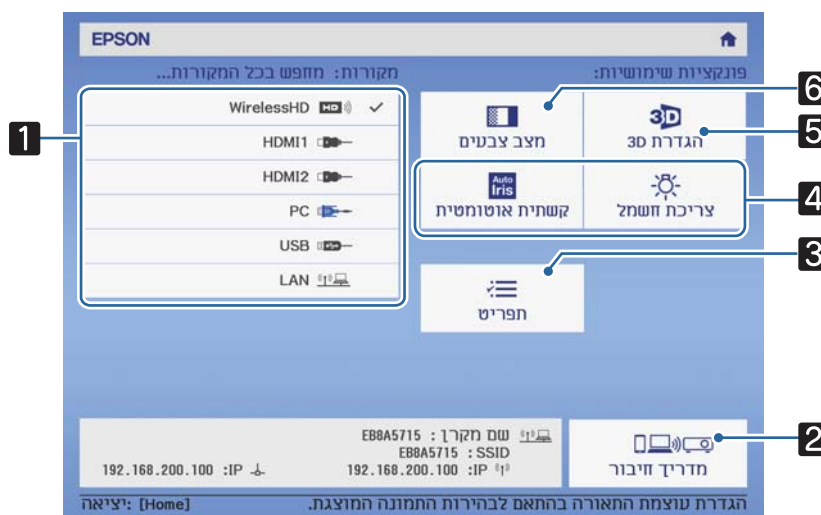 EPSON
פונקציות שימושיות:
מקורות: מחפש בכל המקורות...
6
5
3D
הגדרת 3D
מצב צבעים
1
WirelessHD HD
HDMI1
HDMI2
PC
USB
LAN
4
צריכת חשמל
Auto Iris
קשתית אוטומטית
3
תפריט
2
מדריך חיבור
שם מקרן : EB8A5715
SSID : EB8A5715
IP: 192.168.200.100
IP: 192.168.200.100
הגדרת עוצמת התאורה בהתאם לבהירות התמונה המוצגת.
[Home] :יציאה